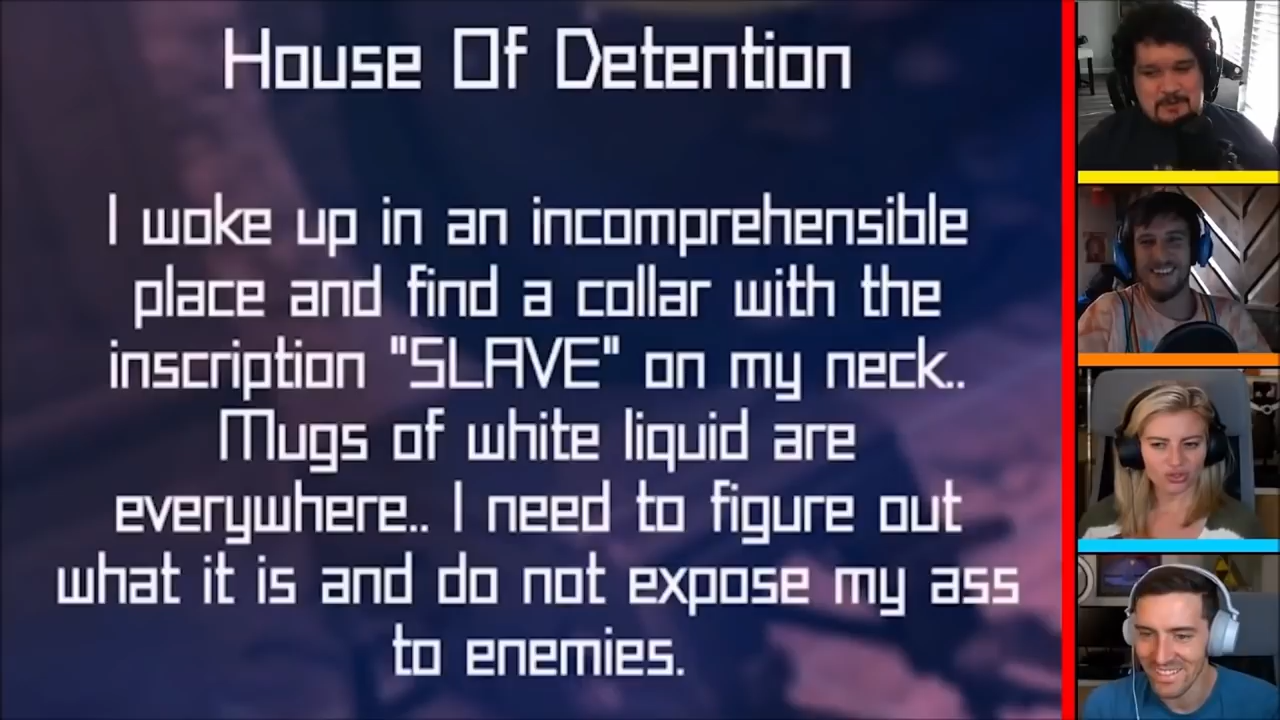 House Of Detention
I woke up in an incomprehensible
place and find a collar with the
inscription "SLAVE" on my neck..
Mugs of white liquid are
everywhere.. I need to figure out
what it is and do not expose my ass
to enemies.